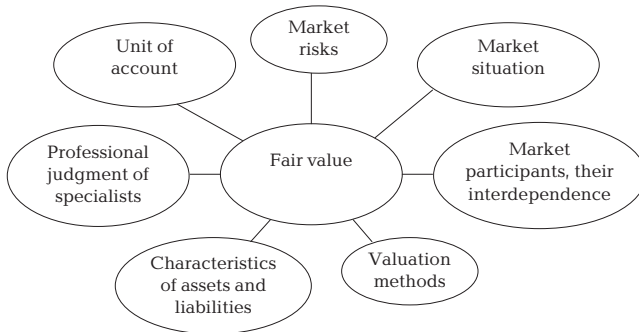 Market
risks
Unit of
account
Market
situation
Professional
judgment of
specialists
Fair value
Market
participants, their
interdependence
Characteristics
of assets and
liabilities
Valuation
methods